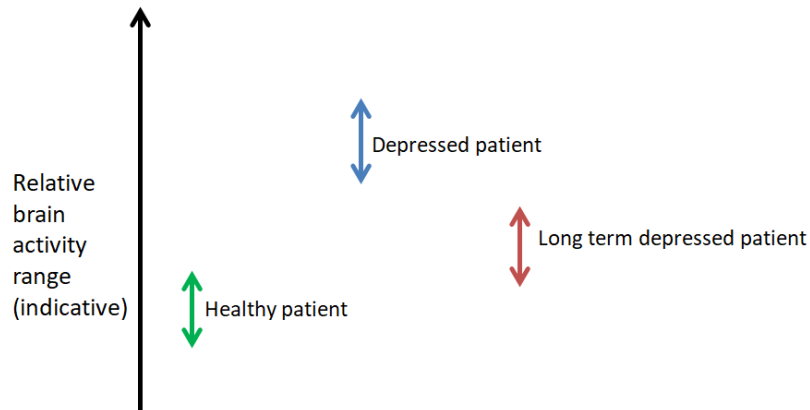 Depressed patient
Relative
brain
activity
range
(indicative)
Long term depressed patient
Healthy patient